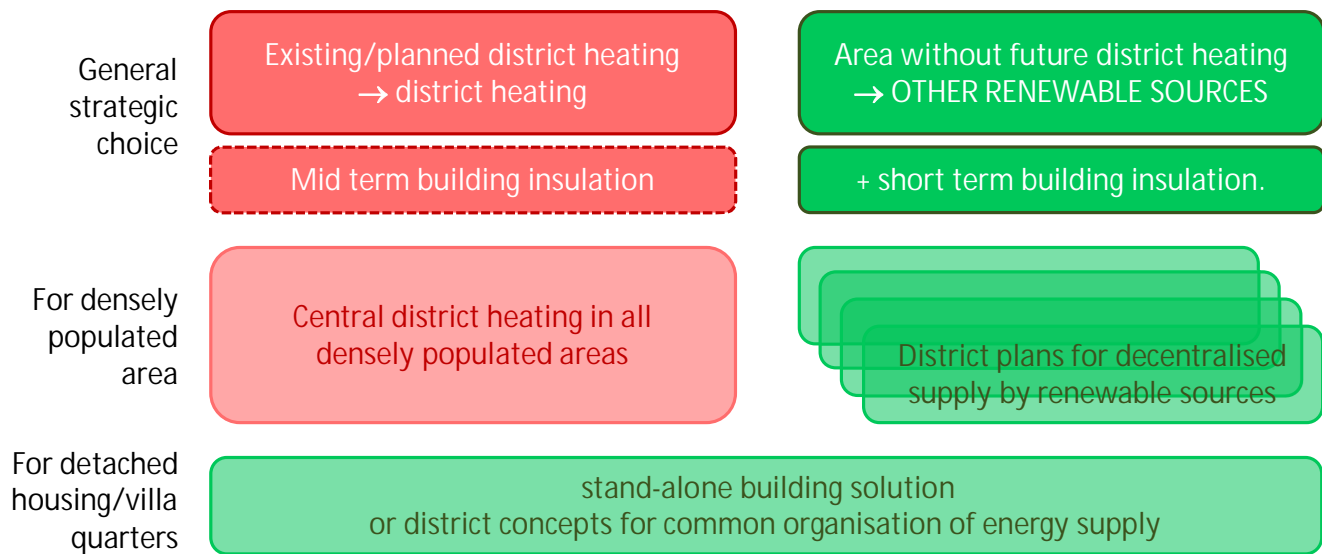 General
strategic
choice
Existing/planned district heating
→ district heating
Area without future district heating
→ OTHER RENEWABLE SOURCES
Mid term building insulation
+ short term building insulation.
For densely
populated
area
Central district heating in all
densely populated areas
District plans for decentralised
supply by renewable sources
For detached
housing/villa
quarters
stand-alone building solution
or district concepts for common organisation of energy supply